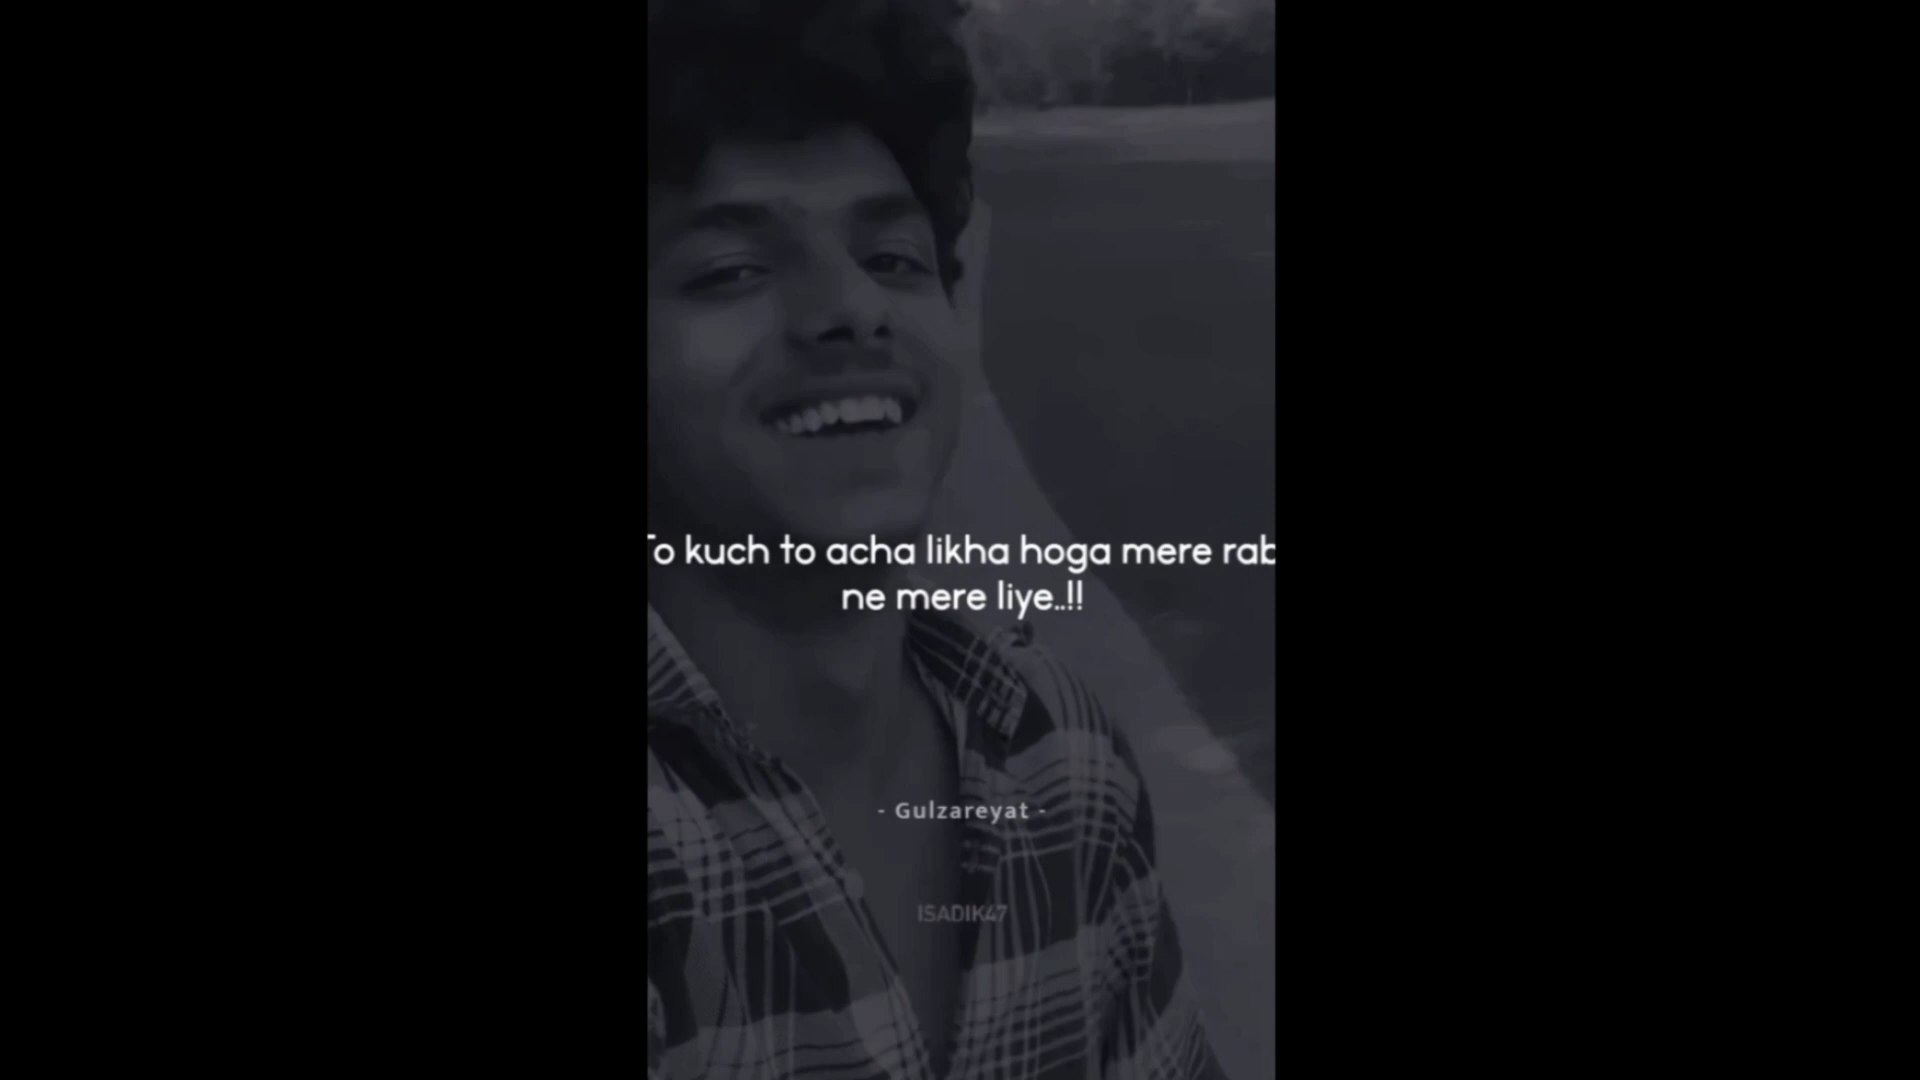 To kuch to acha likha hoga mere rab
ne mere liye..!!
- Gulzareyat -
ISADIK47